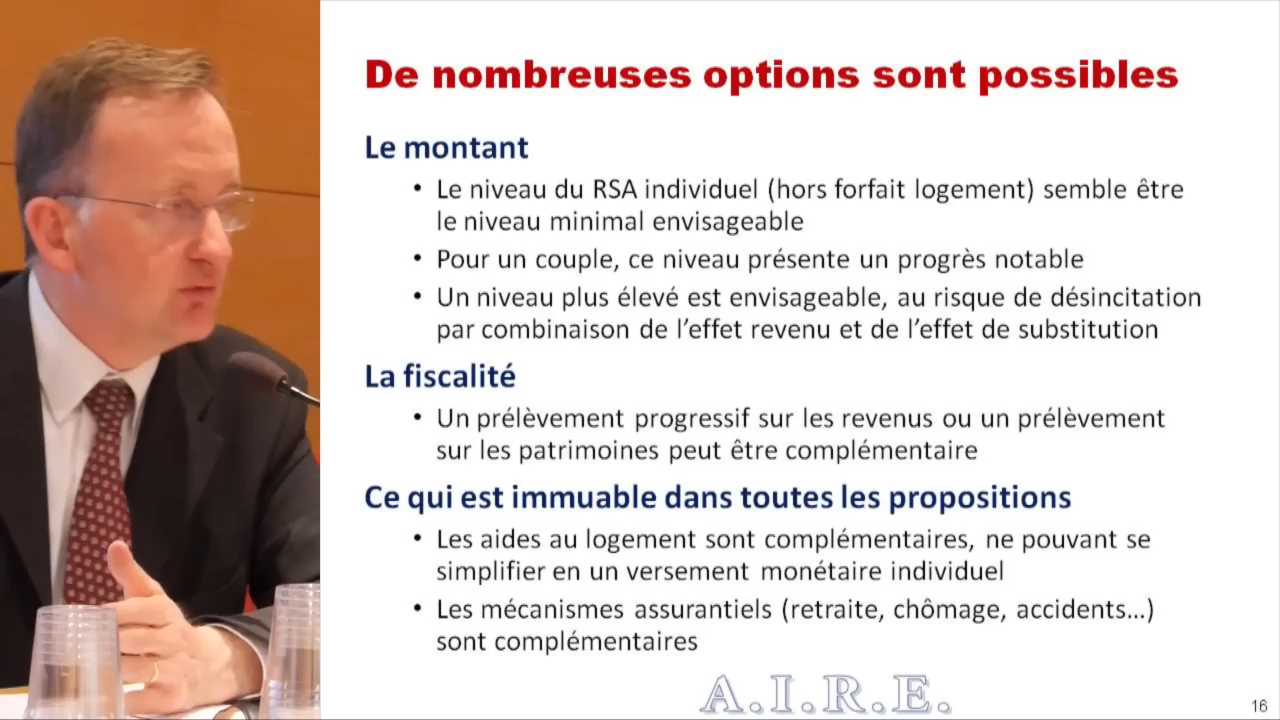 De nombreuses options sont possibles
Le montant
• Le niveau du RSA individuel (hors forfait logement) semble être
le niveau minimal envisageable
• Pour un couple, ce niveau présente un progrès notable
• Un niveau plus élevé est envisageable, au risque de désincitation
par combinaison de l’effet revenu et de l’effet de substitution
La fiscalité
• Un prélèvement progressif sur les revenus ou un prélèvement
sur les patrimoines peut être complémentaire
Ce qui est immuable dans toutes les propositions
• Les aides au logement sont complémentaires, ne pouvant se
simplifier en un versement monétaire individuel
• Les mécanismes assurantiels (retraite, chômage, accidents…)
sont complémentaires
A.I.R.E.
16